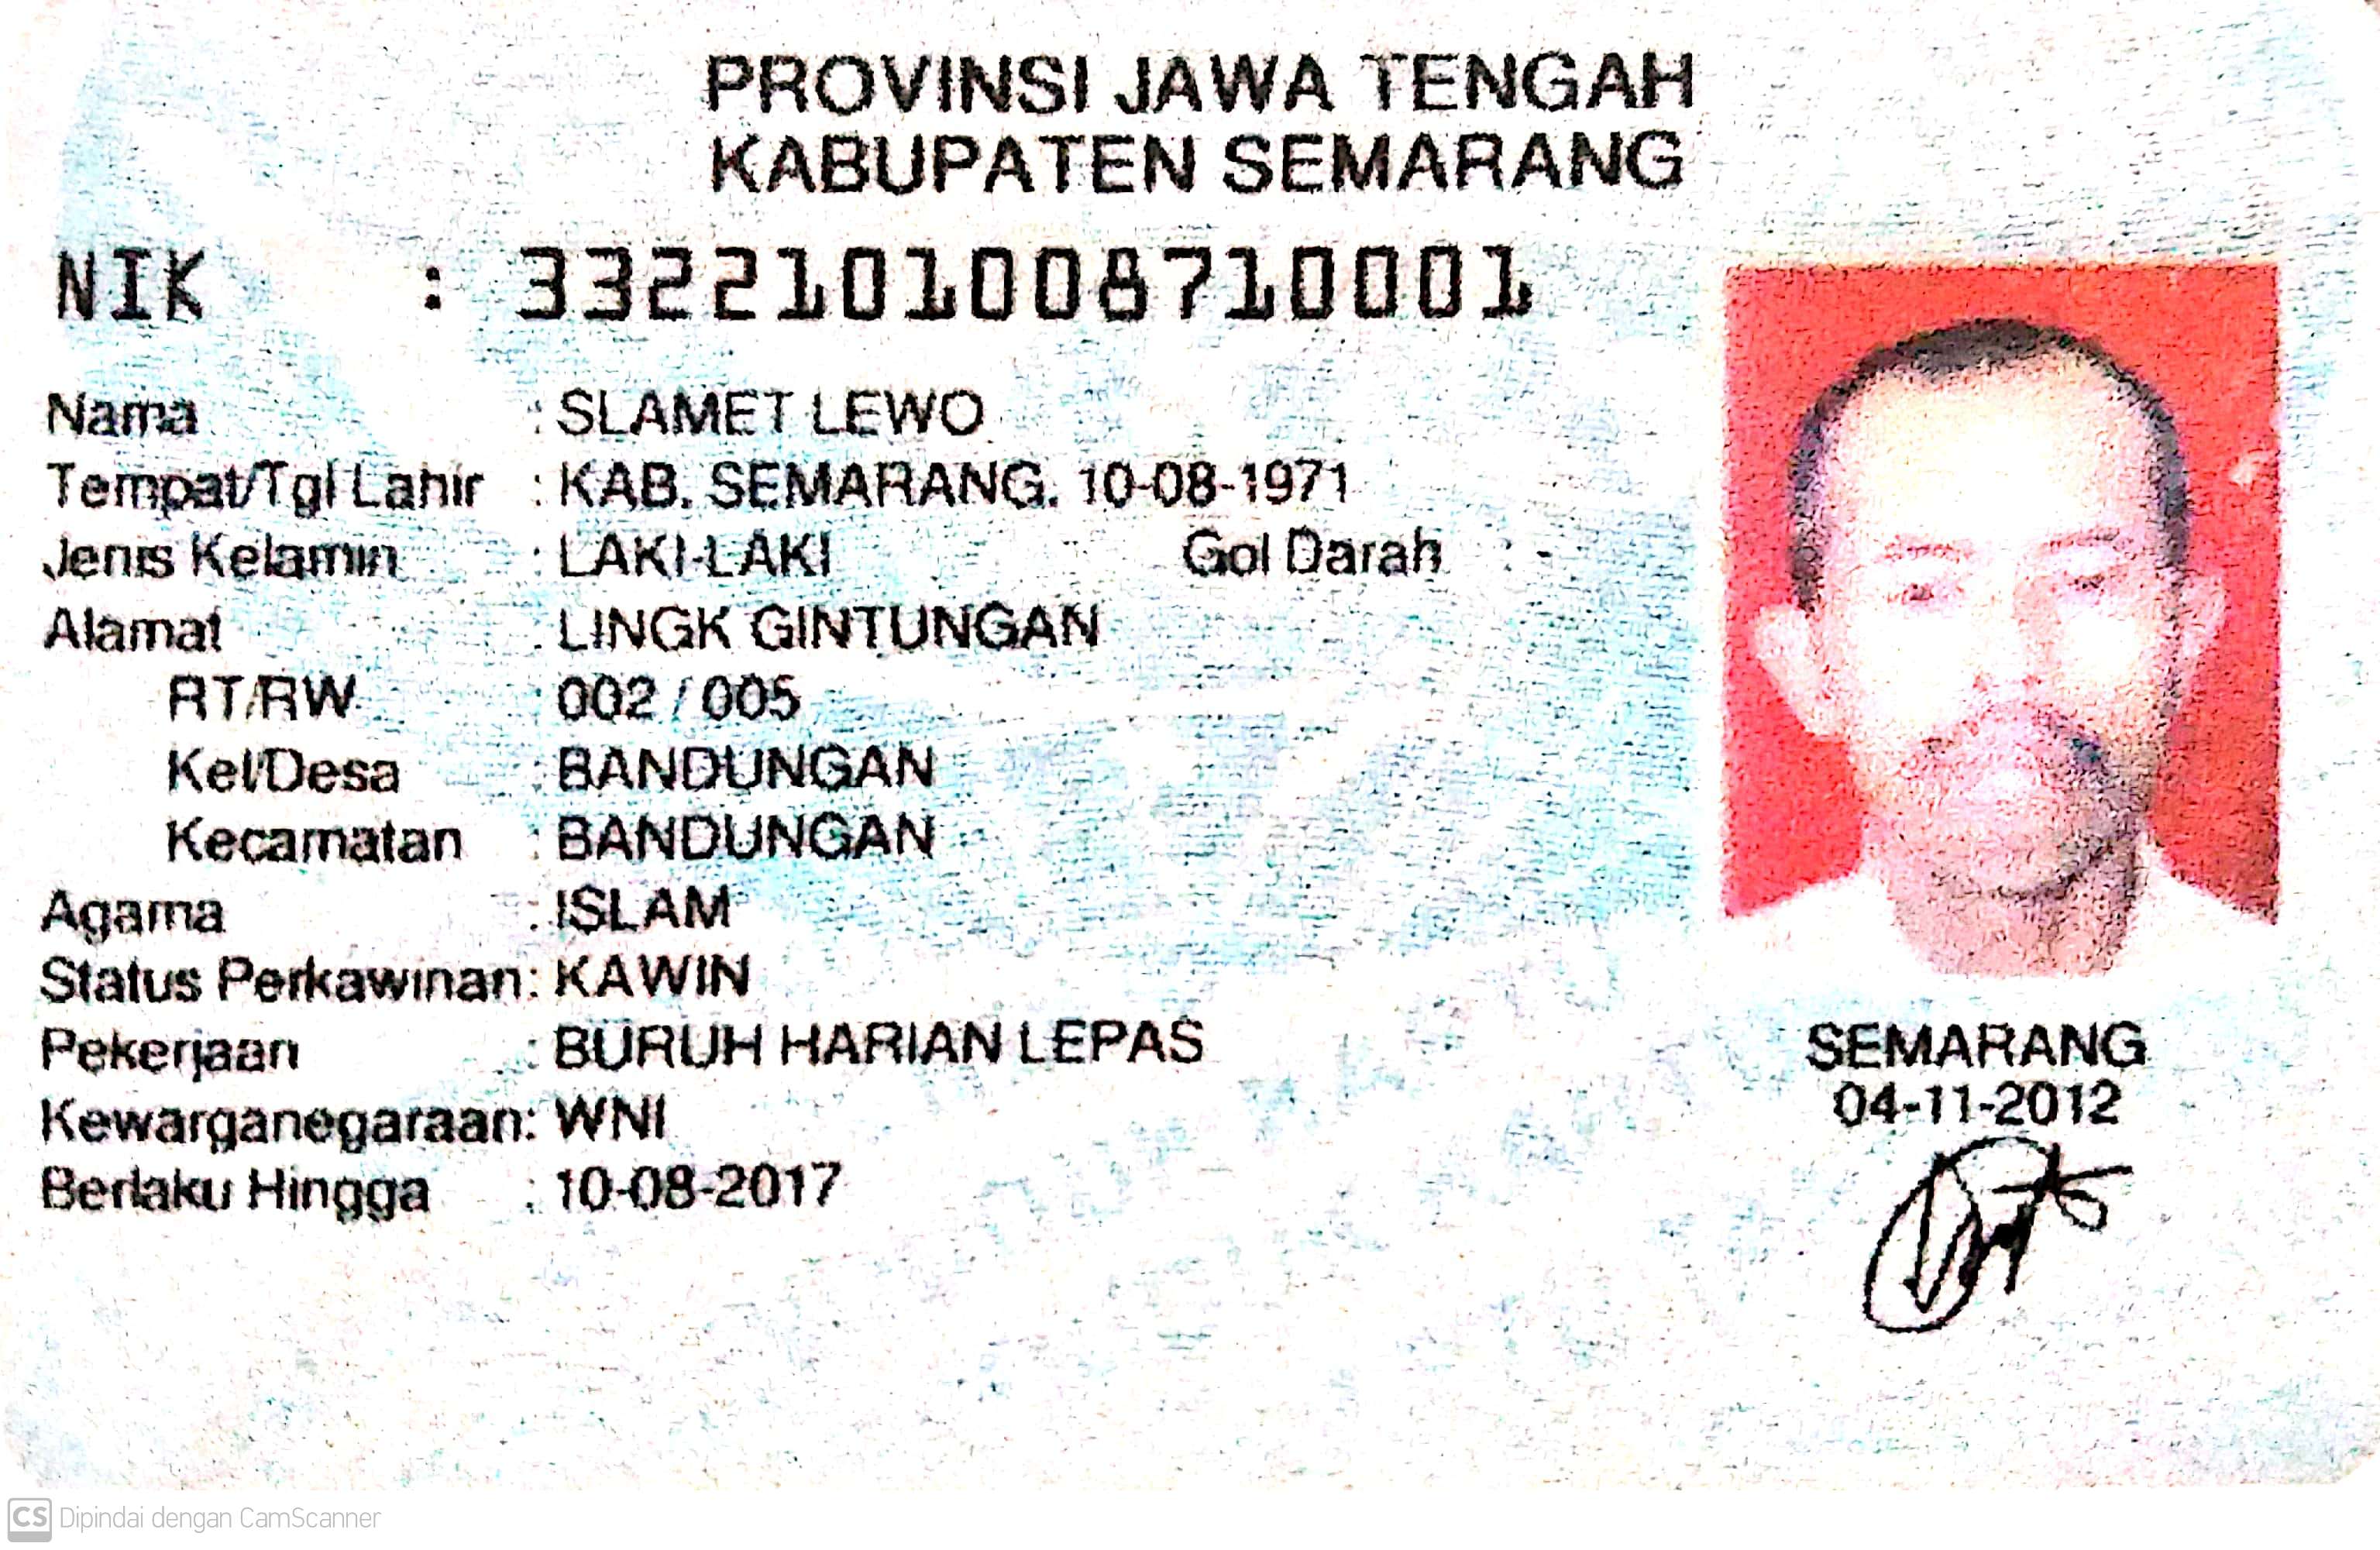 PROVINSI JAWA TENGAH
KABUPATEN SEMARANG
NIK : 3322101008710001
Nama : SLAMET LEWO
Tempat/Tgl Lahir : KAB. SEMARANG. 10-08-1971
Jenis Kelamin : LAKI-LAKI Gol Darah : -
Alamat : LINGK GINTUNGAN
RT/RW : 002 / 005
Kel/Desa : BANDUNGAN
Kecamatan : BANDUNGAN
Agama : ISLAM
Status Perkawinan: KAWIN
Pekerjaan : BURUH HARIAN LEPAS
Kewarganegaraan: WNI
Berlaku Hingga : 10-08-2017
SEMARANG
04-11-2012
CS Dipindai dengan CamScanner